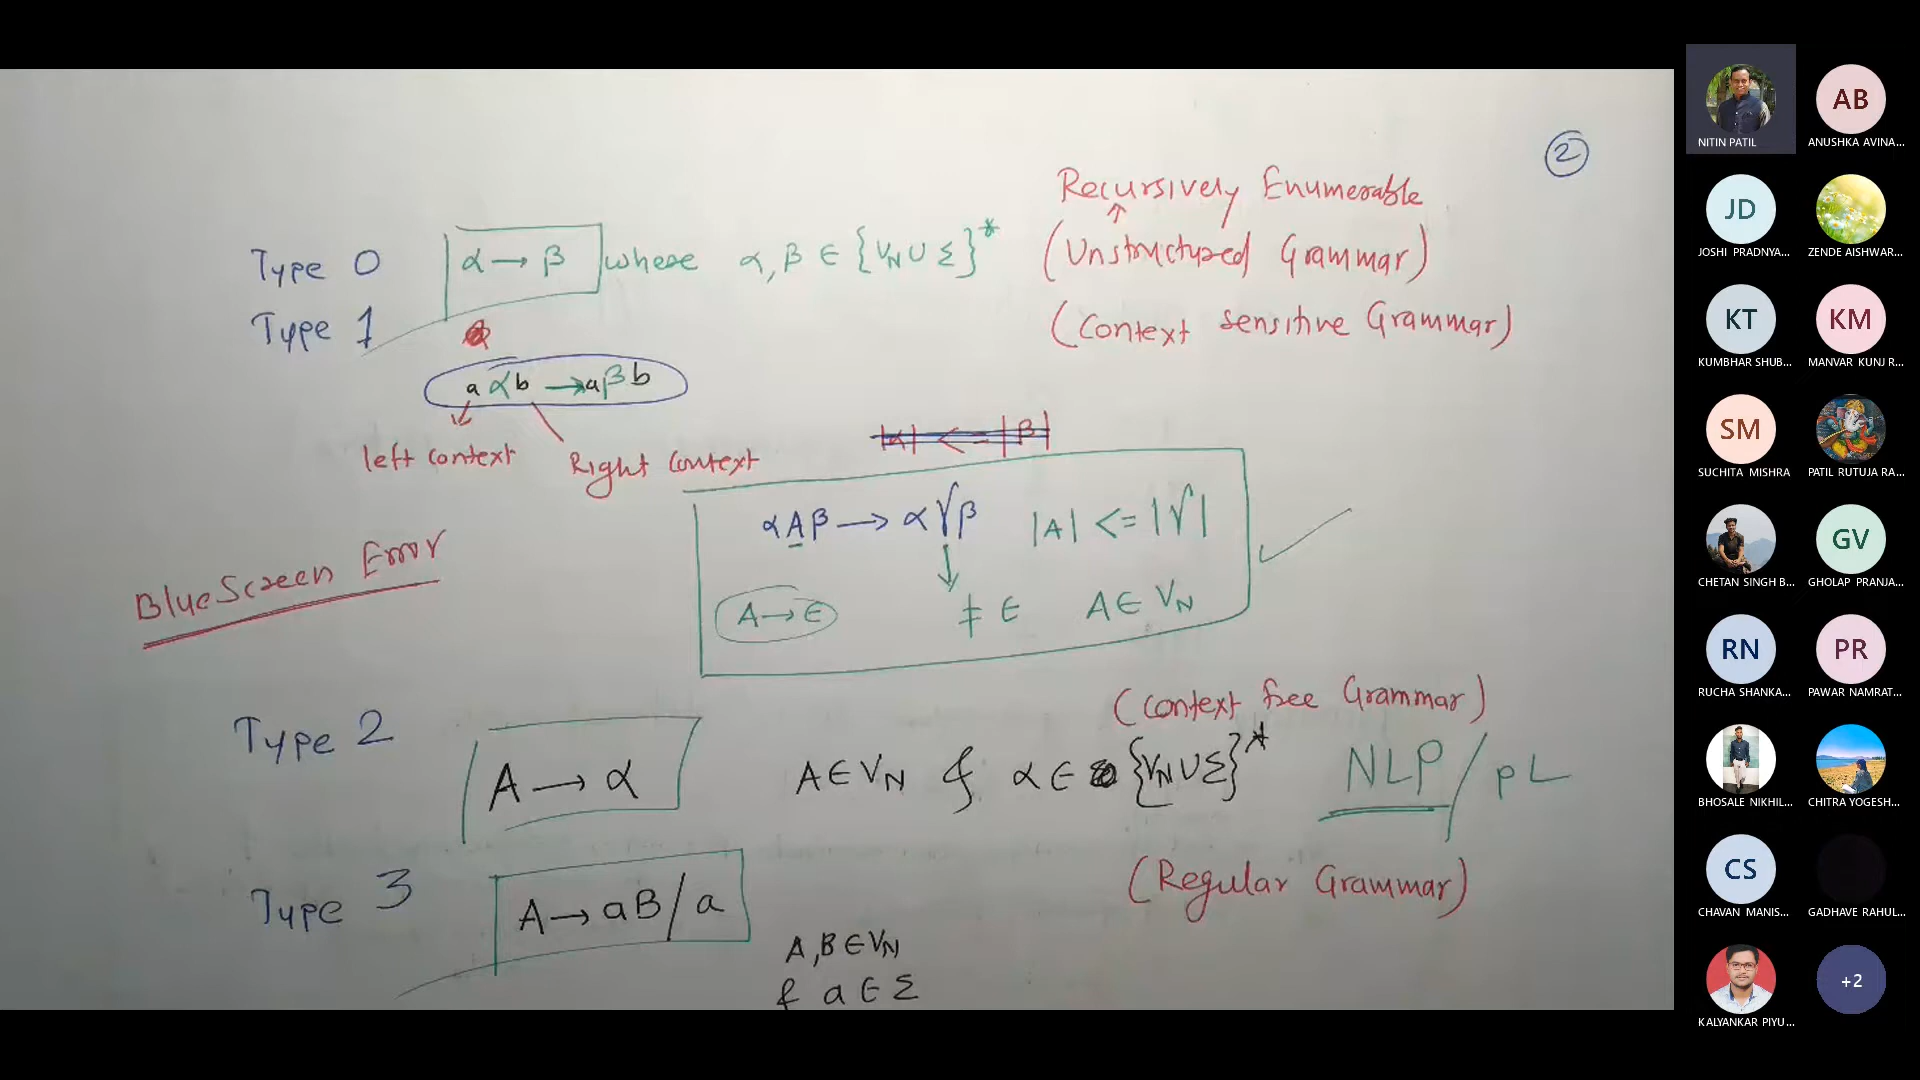 2
Recursively Enumerable
Type 0 α → β where α, β ∈ {V_N ∪ Σ}* (Unstructured Grammar)
Type 1 (Context sensitive Grammar)
a α b → a β b
left context Right Context
|α| <= |β|
αAβ → αγβ |A| <= |γ|
A → ∈ ≠ ∈ A ∈ V_N
BlueScreen Error
Type 2 (Context free Grammar)
A → α A ∈ V_N & α ∈ {V_N ∪ Σ}* NLP / PL
Type 3 (Regular Grammar)
A → aB / a
A, B ∈ V_N
& a ∈ Σ
AB
NITIN PATIL ANUSHKA AVINA...
JD
JOSHI PRADNYA... ZENDE AISHWAR...
KT KM
KUMBHAR SHUB... MANVAR KUNJ R...
SM
SUCHITA MISHRA PATIL RUTUJA RA...
GV
CHETAN SINGH B... GHOLAP PRANJA...
RN PR
RUCHA SHANKA... PAWAR NAMRAT...
BHOSALE NIKHIL... CHITRA YOGESH...
CS
CHAVAN MANIS... GADHAVE RAHUL...
+2
KALYANKAR PIYU...